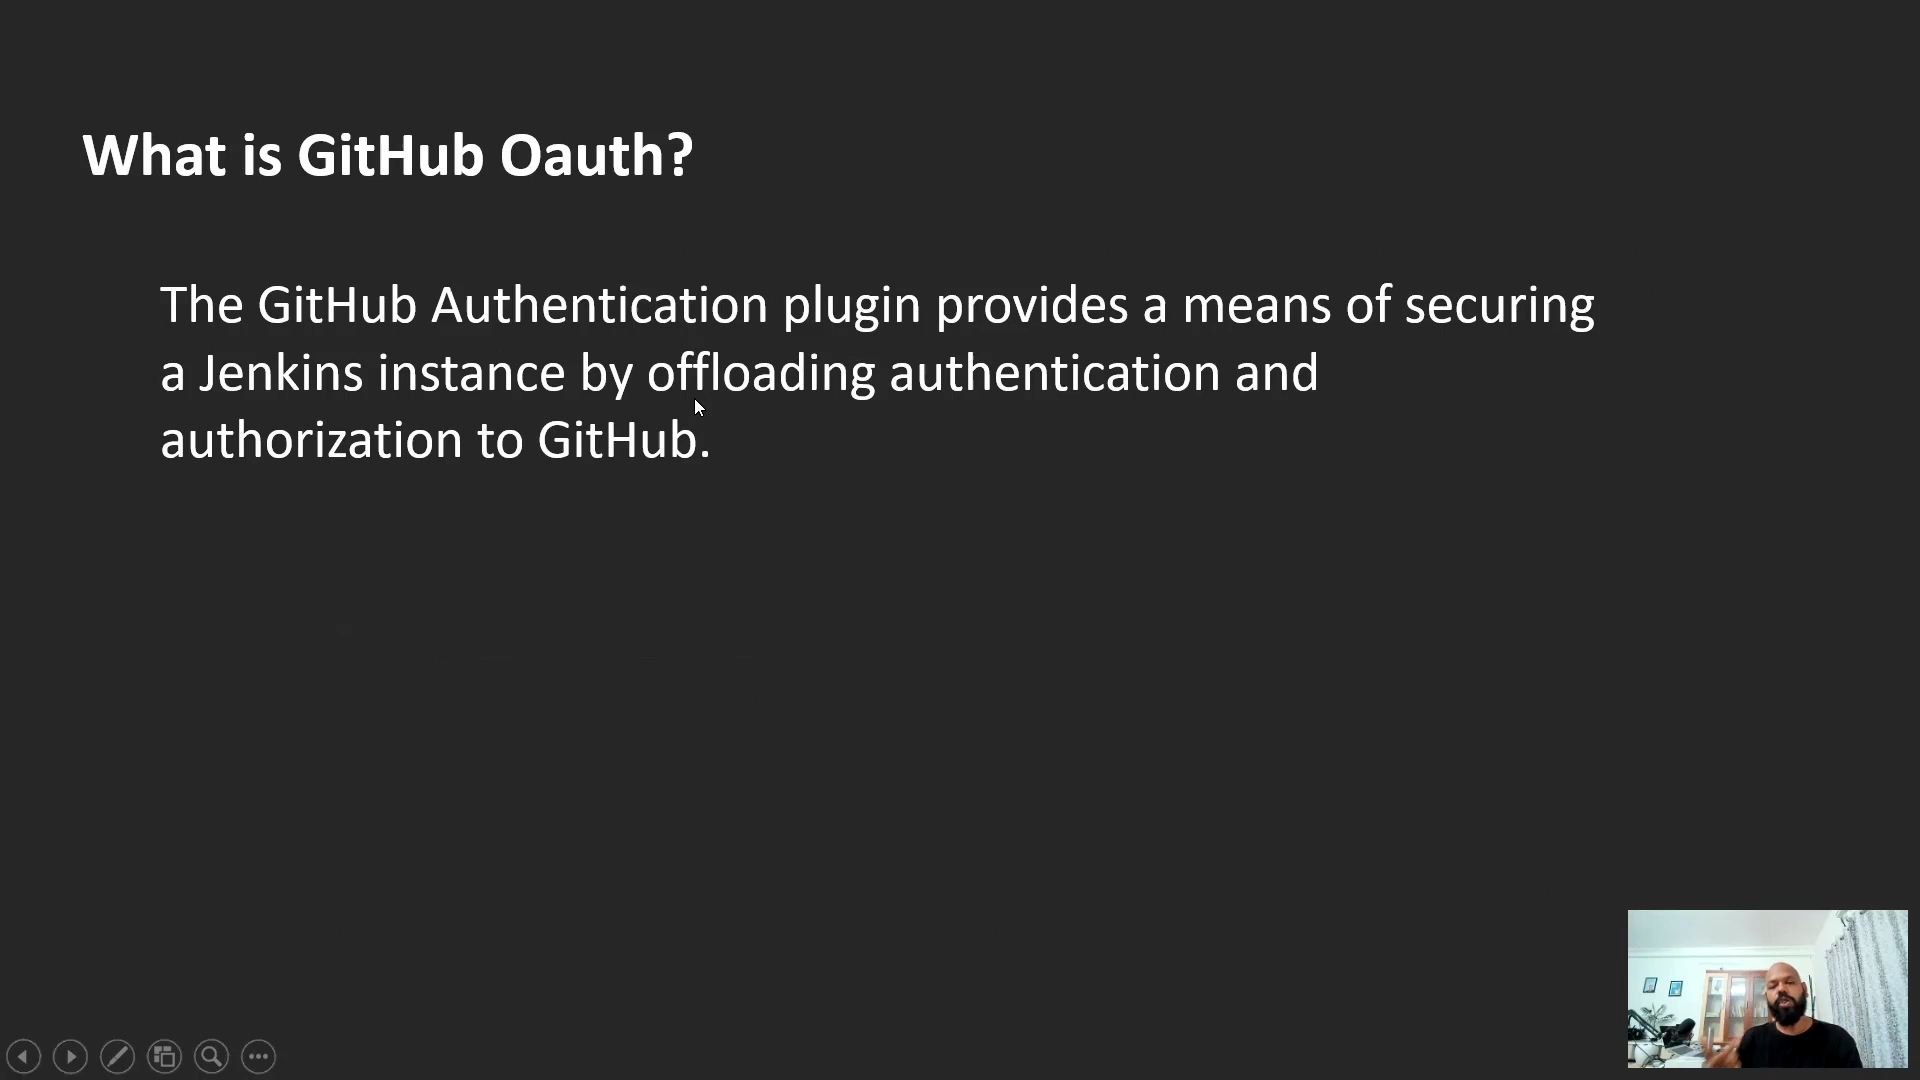 What is GitHub Oauth?
The GitHub Authentication plugin provides a means of securing
a Jenkins instance by offloading authentication and
authorization to GitHub.